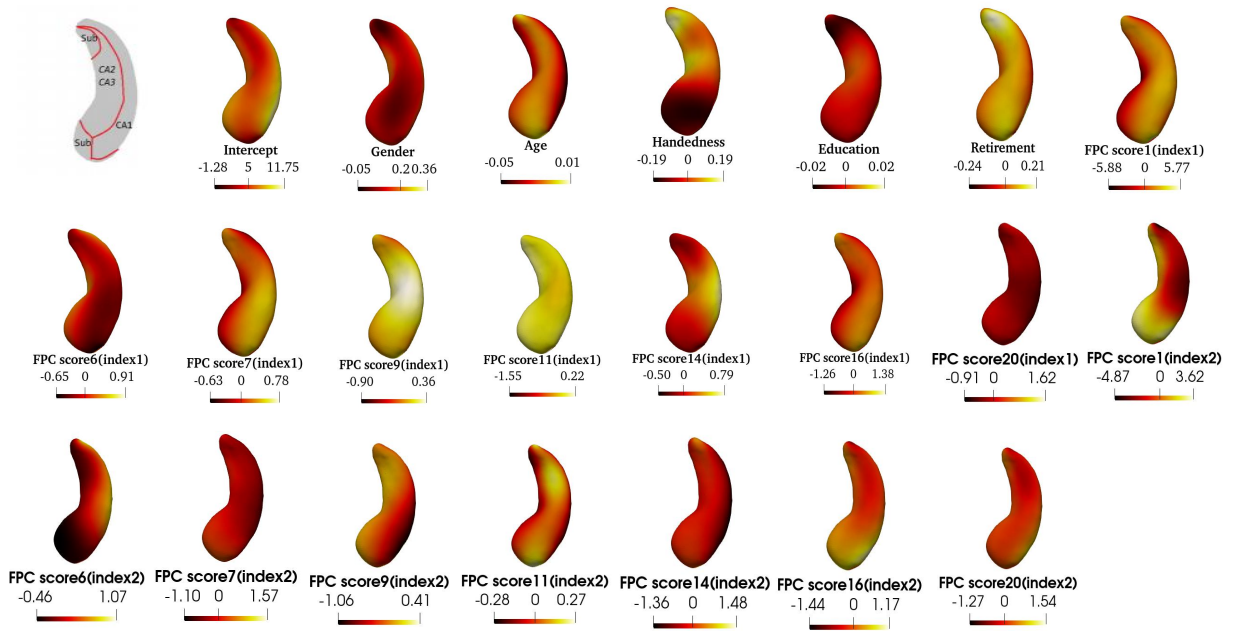 Sub
CA2
CA3
CA1
Sub
Intercept
-1.28 5 11.75
Gender
-0.05 0.20.36
Age
-0.05 0.01
Handedness
-0.19 0 0.19
Education
-0.02 0 0.02
Retirement
-0.24 0 0.21
FPC score1(index1)
-5.88 0 5.77
FPC score6(index1)
-0.65 0 0.91
FPC score7(index1)
-0.63 0 0.78
FPC score9(index1)
-0.90 0.36
FPC score11(index1)
-1.55 0.22
FPC score14(index1)
-0.50 0 0.79
FPC score16(index1)
-1.26 0 1.38
FPC score20(index1)
-0.91 0 1.62
FPC score1(index2)
-4.87 0 3.62
FPC score6(index2)
-0.46 1.07
FPC score7(index2)
-1.10 0 1.57
FPC score9(index2)
-1.06 0.41
FPC score11(index2)
-0.28 0 0.27
FPC score14(index2)
-1.36 0 1.48
FPC score16(index2)
-1.44 0 1.17
FPC score20(index2)
-1.27 0 1.54